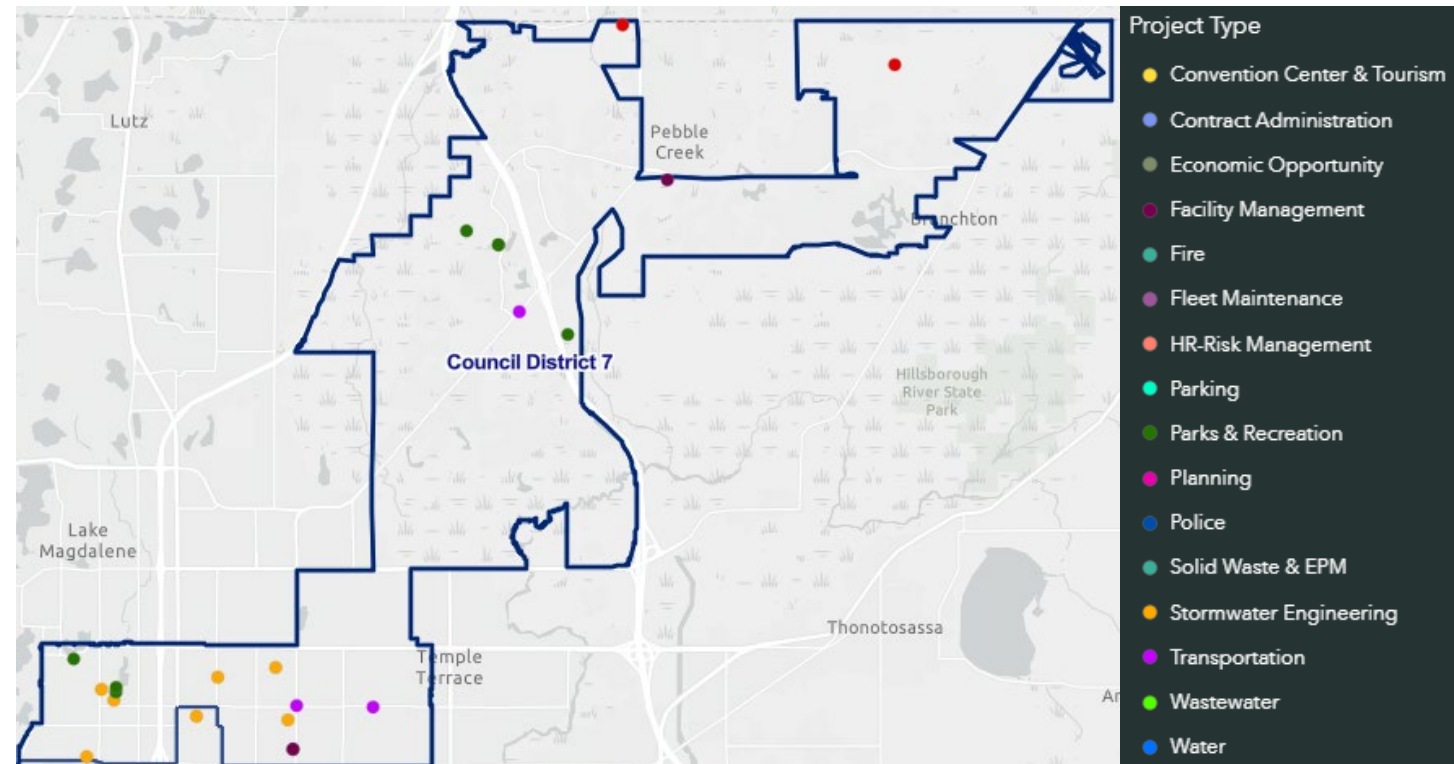 Lutz
Pebble
Creek
Branchton
Council District 7
Hillsborough
River State
Park
Lake
Magdalene
Thonotosassa
Temple
Terrace
Ar
Project Type
Convention Center & Tourism
Contract Administration
Economic Opportunity
Facility Management
Fire
Fleet Maintenance
HR-Risk Management
Parking
Parks & Recreation
Planning
Police
Solid Waste & EPM
Stormwater Engineering
Transportation
Wastewater
Water